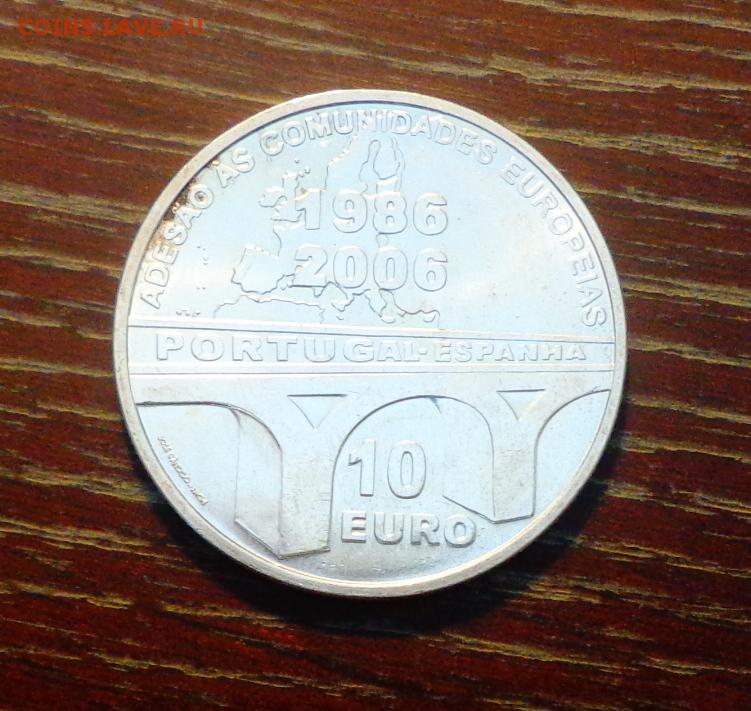 COINS.LAVE.RU
ADESÃO ÀS COMUNIDADES EUROPEIAS
1986
2006
PORTUGAL-ESPANHA
10
EURO